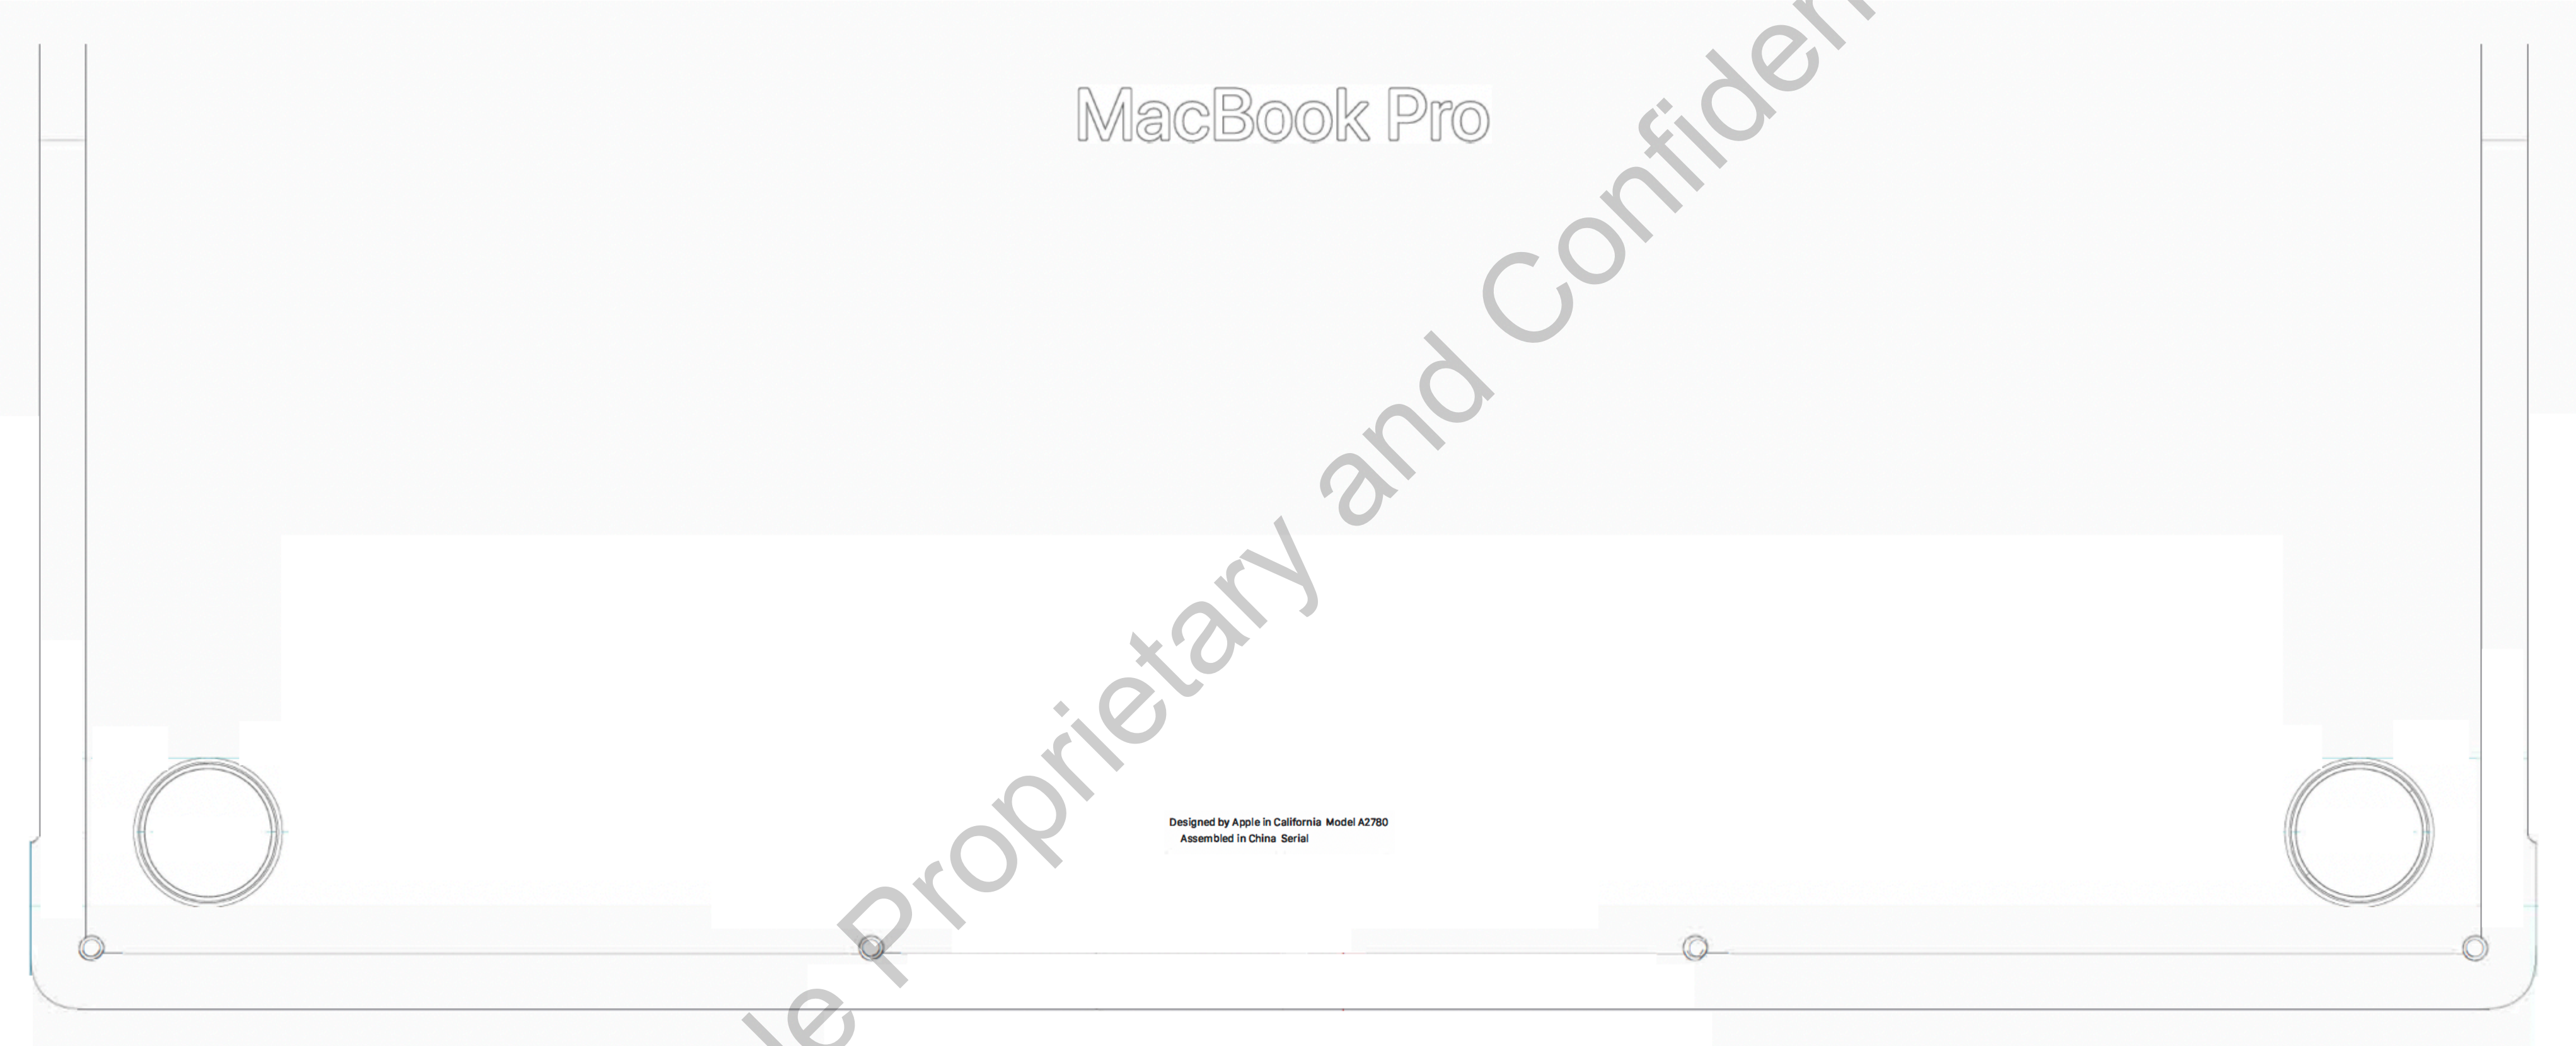 MacBook Pro
le Proprietary and Confiden
Designed by Apple in California Model A2780
Assembled in China Serial